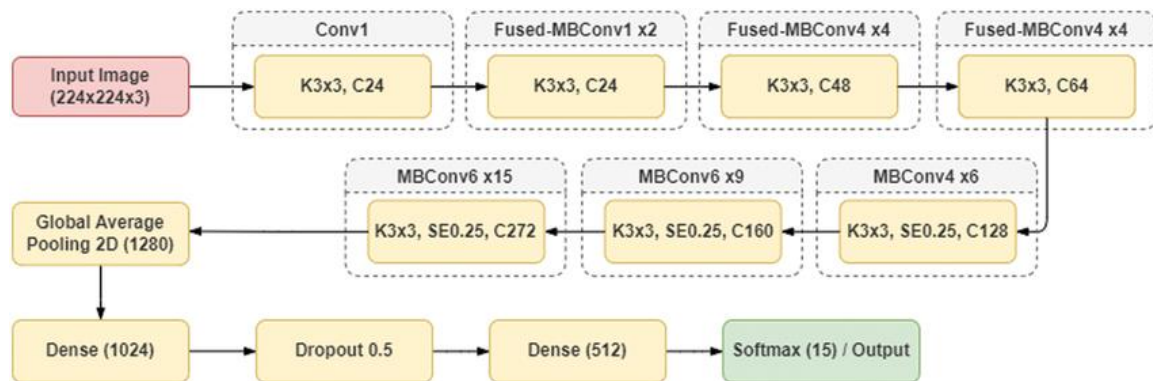 Conv1
Fused-MBConv1 x2
Fused-MBConv4 x4
Fused-MBConv4 x4
Input Image
(224x224x3)
K3x3, C24
K3x3, C24
K3x3, C48
K3x3, C64
MBConv6 x15
MBConv6 x9
MBConv4 x6
Global Average
Pooling 2D (1280)
K3x3, SE0.25, C272
K3x3, SE0.25, C160
K3x3, SE0.25, C128
Dense (1024)
Dropout 0.5
Dense (512)
Softmax (15) / Output